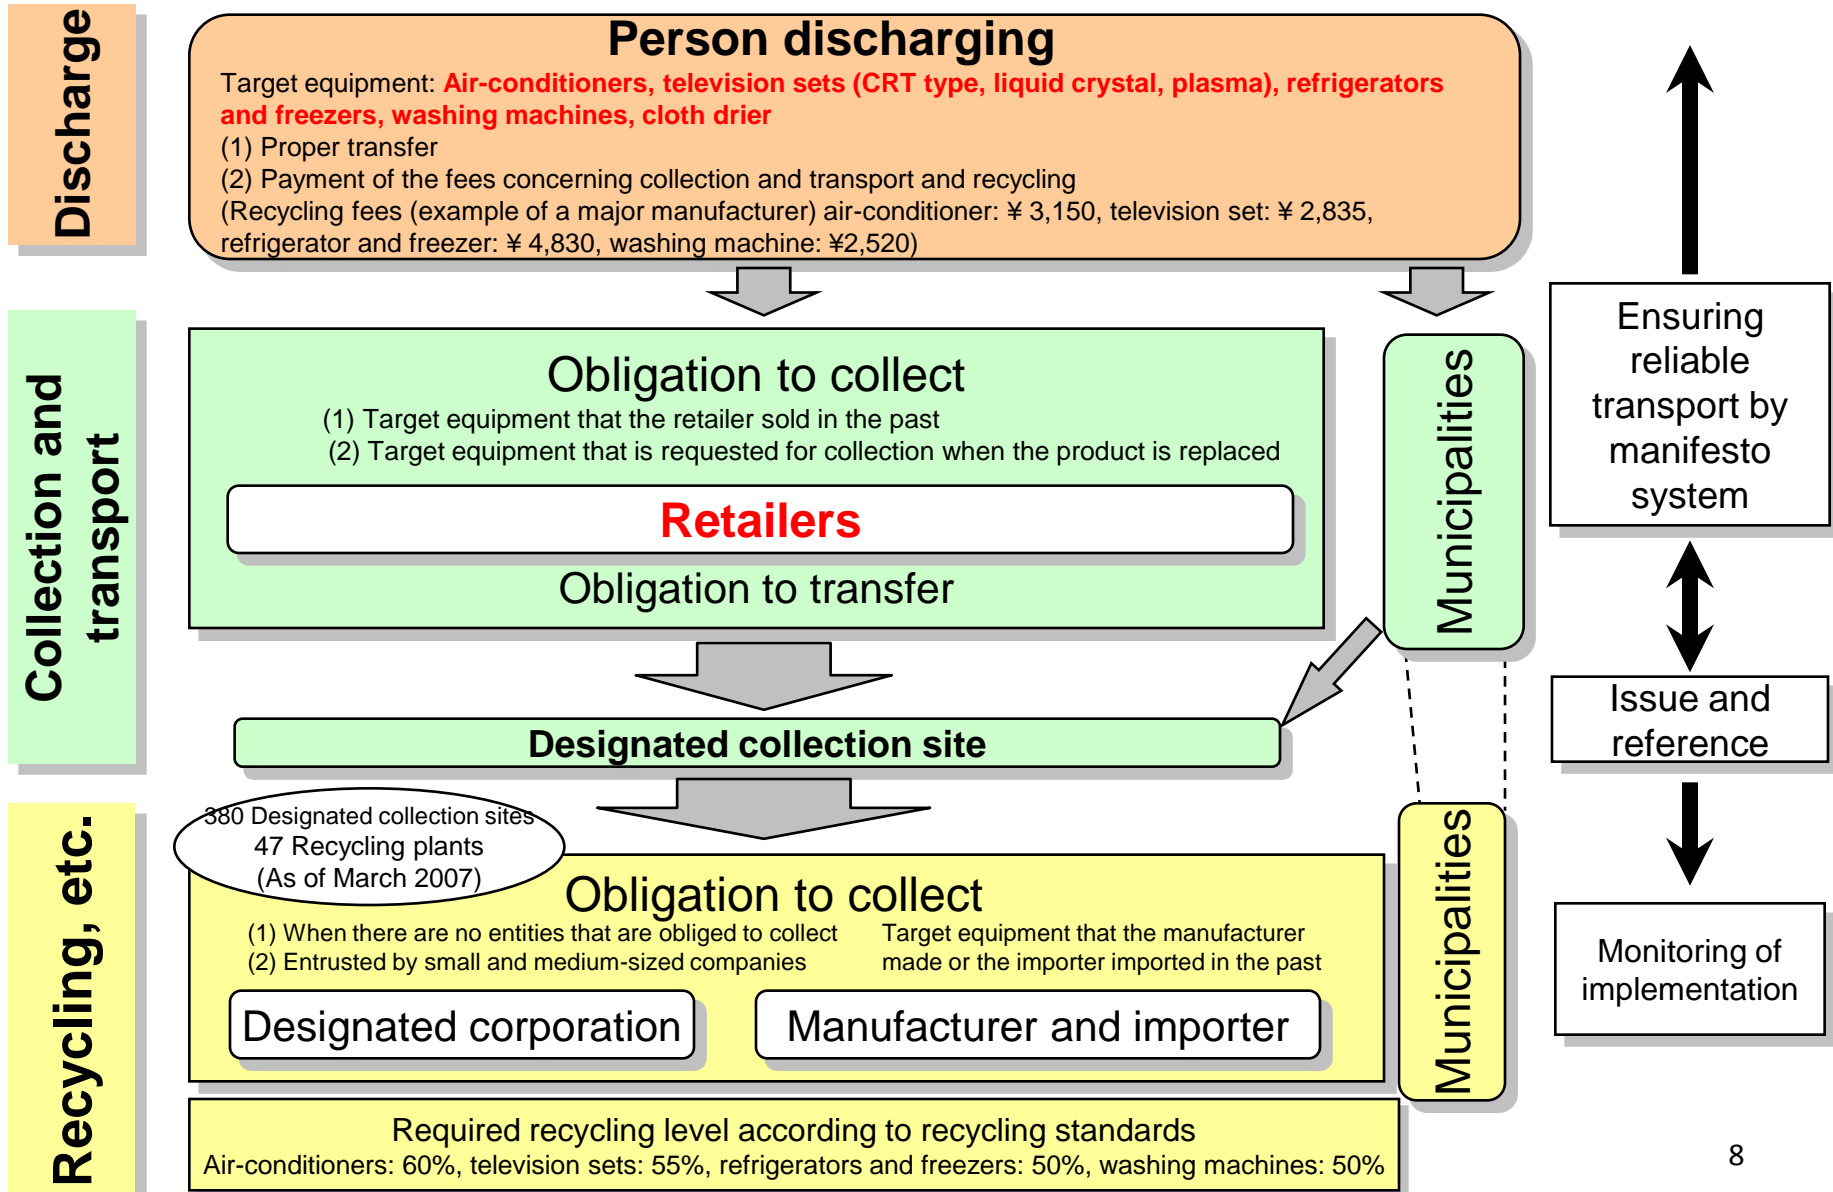 Discharge
Person discharging
Target equipment: Air-conditioners, television sets (CRT type, liquid crystal, plasma), refrigerators
and freezers, washing machines, cloth drier
(1) Proper transfer
(2) Payment of the fees concerning collection and transport and recycling
(Recycling fees (example of a major manufacturer) air-conditioner: ¥ 3,150, television set: ¥ 2,835,
refrigerator and freezer: ¥ 4,830, washing machine: ¥2,520)
Collection and
transport
Obligation to collect
(1) Target equipment that the retailer sold in the past
(2) Target equipment that is requested for collection when the product is replaced
Retailers
Obligation to transfer
Municipalities
Designated collection site
Ensuring
reliable
transport by
manifesto
system
Issue and
reference
Monitoring of
implementation
Recycling, etc.
380 Designated collection sites
47 Recycling plants
(As of March 2007)
Obligation to collect
(1) When there are no entities that are obliged to collect
(2) Entrusted by small and medium-sized companies
Target equipment that the manufacturer
made or the importer imported in the past
Designated corporation
Manufacturer and importer
Municipalities
Required recycling level according to recycling standards
Air-conditioners: 60%, television sets: 55%, refrigerators and freezers: 50%, washing machines: 50%
8